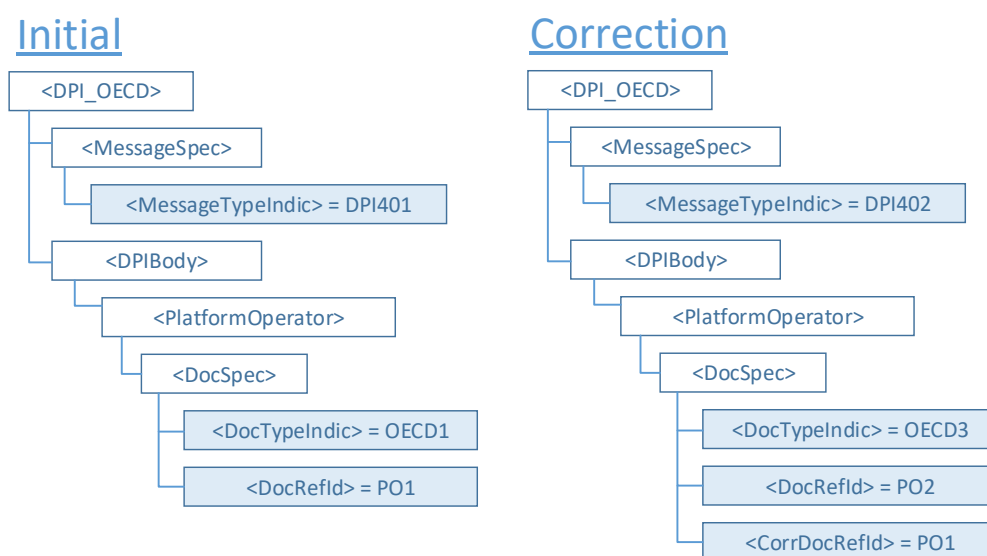 Initial
<DPI_OECD>
<MessageSpec>
<MessageTypeIndic> = DPI401
<DPIBody>
<PlatformOperator>
<DocSpec>
<DocTypeIndic> = OECD1
<DocRefId> = PO1
Correction
<DPI_OECD>
<MessageSpec>
<MessageTypeIndic> = DPI402
<DPIBody>
<PlatformOperator>
<DocSpec>
<DocTypeIndic> = OECD3
<DocRefId> = PO2
<CorrDocRefId> = PO1